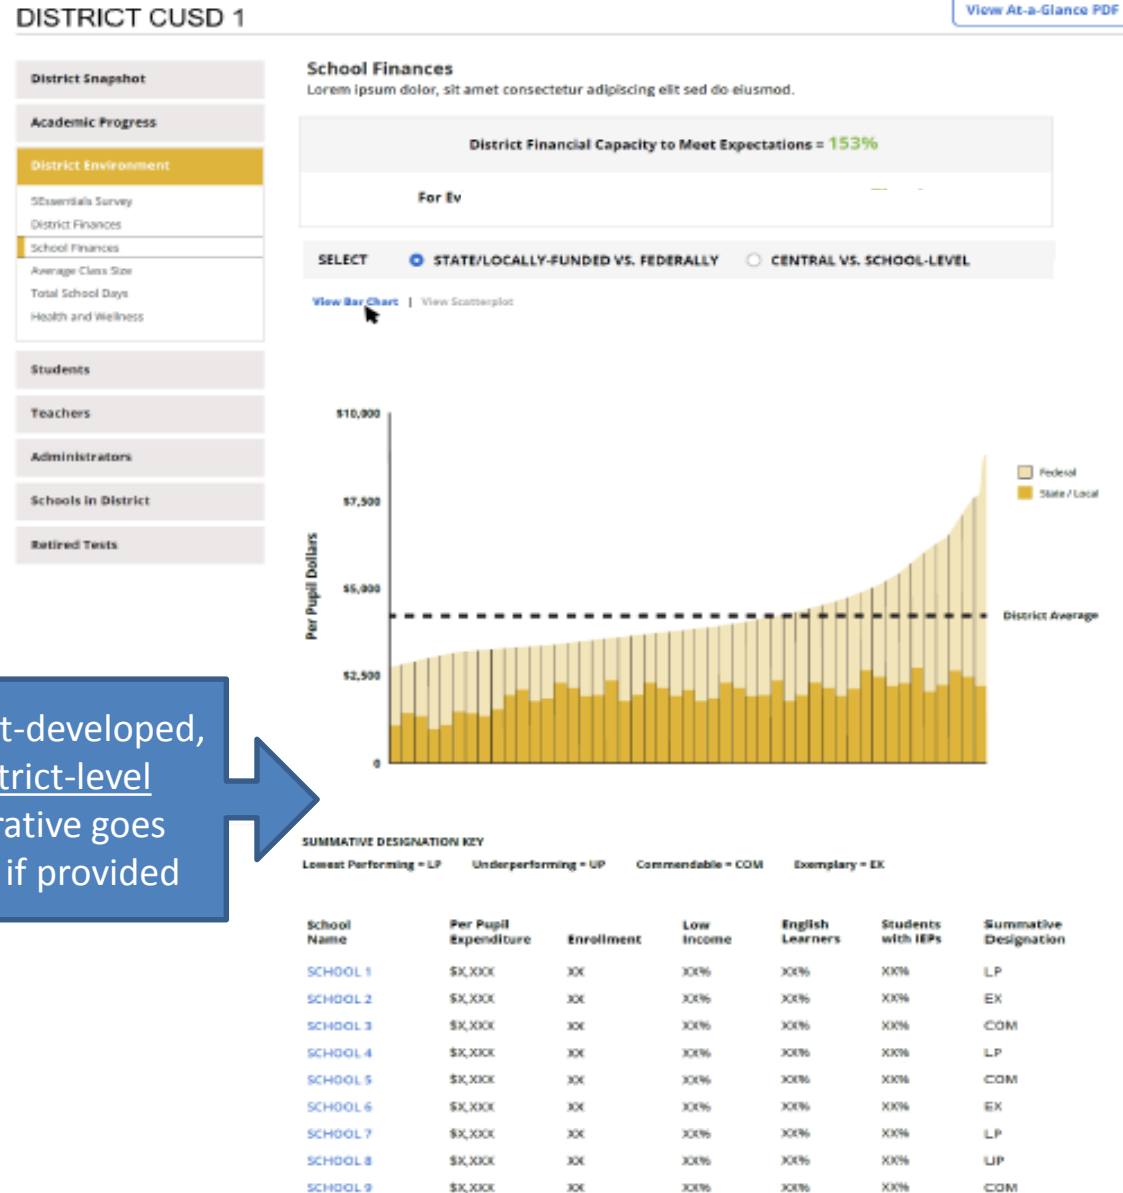 DISTRICT CUSD 1
View At-a-Glance PDF
District Snapshot
Academic Progress
District Environment
5Essentials Survey
District Finances
School Finances
Average Class Size
Total School Days
Health and Wellness
Students
Teachers
Administrators
Schools in District
Retired Tests
School Finances
Lorem ipsum dolor, sit amet consectetur adipiscing elit sed do eiusmod.
District Financial Capacity to Meet Expectations = 153%
For Ev
SELECT STATE/LOCALLY-FUNDED VS. FEDERALLY CENTRAL VS. SCHOOL-LEVEL
View Bar Chart | View Scatterplot
$10,000
$7,500
$5,000
$2,500
0
Per Pupil Dollars
Federal
State / Local
District Average
t-developed,
trict-level
rative goes
if provided
SUMMATIVE DESIGNATION KEY
Lowest Performing = LP Underperforming = UP Commendable = COM Exemplary = EX
School Name Per Pupil Expenditure Enrollment Low Income English Learners Students with IEPs Summative Designation
SCHOOL 1 $X,XXX XX XX% XX% XX% LP
SCHOOL 2 $X,XXX XX XX% XX% XX% EX
SCHOOL 3 $X,XXX XX XX% XX% XX% COM
SCHOOL 4 $X,XXX XX XX% XX% XX% LP
SCHOOL 5 $X,XXX XX XX% XX% XX% COM
SCHOOL 6 $X,XXX XX XX% XX% XX% EX
SCHOOL 7 $X,XXX XX XX% XX% XX% LP
SCHOOL 8 $X,XXX XX XX% XX% XX% UP
SCHOOL 9 $X,XXX XX XX% XX% XX% COM